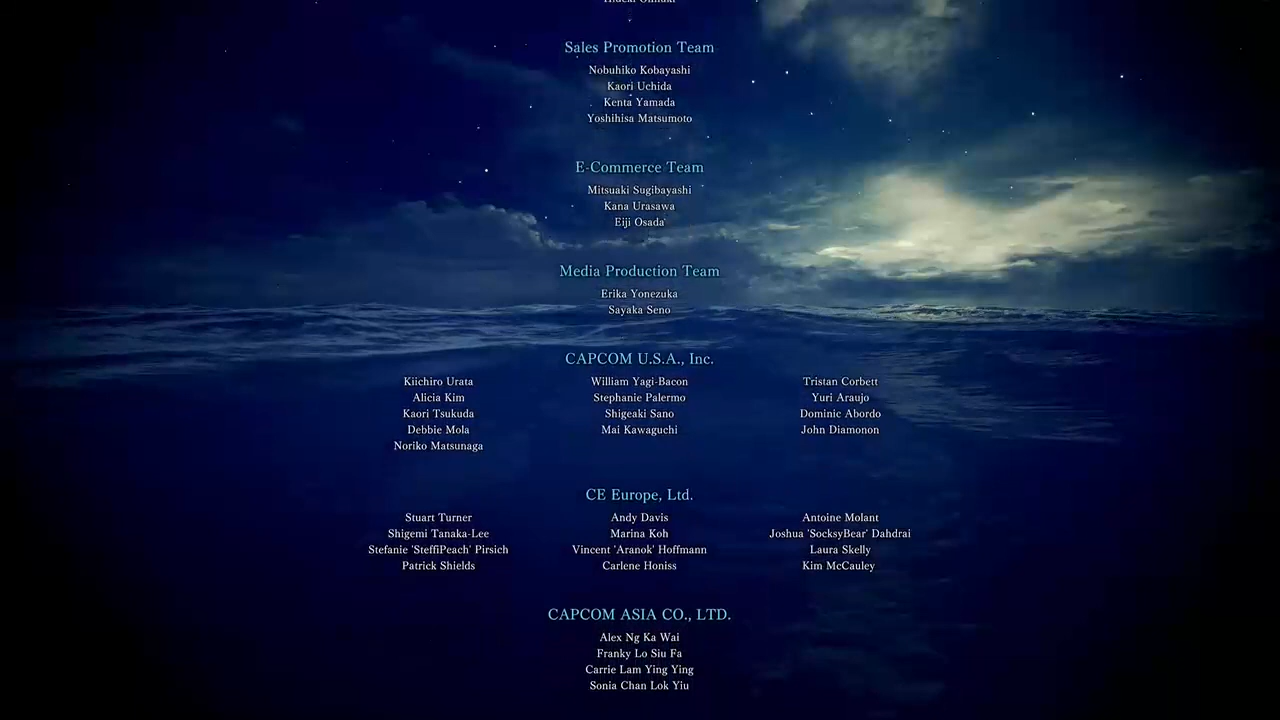 Sales Promotion Team
Nobuhiko Kobayashi
Kaori Uchida
Kenta Yamada
Yoshihisa Matsumoto
E-Commerce Team
Mitsuaki Sugibayashi
Kana Urasawa
Eiji Osada
Media Production Team
Erika Yonezuka
Sayaka Seno
CAPCOM U.S.A., Inc.
Kiichiro Urata William Yagi-Bacon Tristan Corbett
Alicia Kim Stephanie Palermo Yuri Araujo
Kaori Tsukuda Shigeaki Sano Dominic Abordo
Debbie Mola Mai Kawaguchi John Diamonon
Noriko Matsunaga
CE Europe, Ltd.
Stuart Turner Andy Davis Antoine Molant
Shigemi Tanaka-Lee Marina Koh Joshua 'SocksyBear' Dahdrai
Stefanie 'SteffiPeach' Pirsich Vincent 'Aranok' Hoffmann Laura Skelly
Patrick Shields Carlene Honiss Kim McCauley
CAPCOM ASIA CO., LTD.
Alex Ng Ka Wai
Franky Lo Siu Fa
Carrie Lam Ying Ying
Sonia Chan Lok Yiu